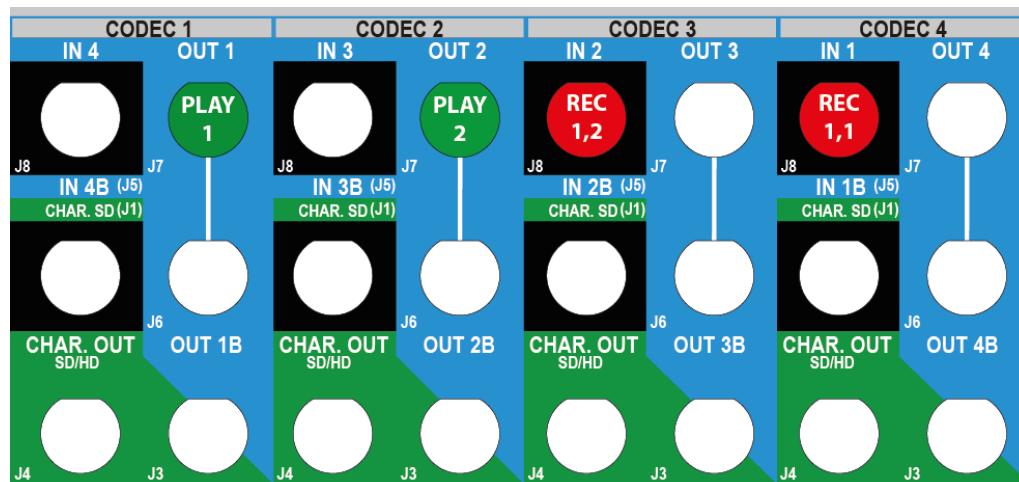 CODEC 1 CODEC 2 CODEC 3 CODEC 4
IN 4 OUT 1 IN 3 OUT 2 IN 2 OUT 3 IN 1 OUT 4
PLAY PLAY REC REC
1 2 1,2 1,1
J8 J7 J8 J7 J8 J7 J8 J7
IN 4B (J5) IN 3B (J5) IN 2B (J5) IN 1B (J5)
CHAR. SD (J1) CHAR. SD (J1) CHAR. SD (J1) CHAR. SD (J1)
J6 J6 J6 J6
CHAR. OUT OUT 1B CHAR. OUT OUT 2B CHAR. OUT OUT 3B CHAR. OUT OUT 4B
SD/HD SD/HD SD/HD SD/HD
J4 J3 J4 J3 J4 J3 J4 J3